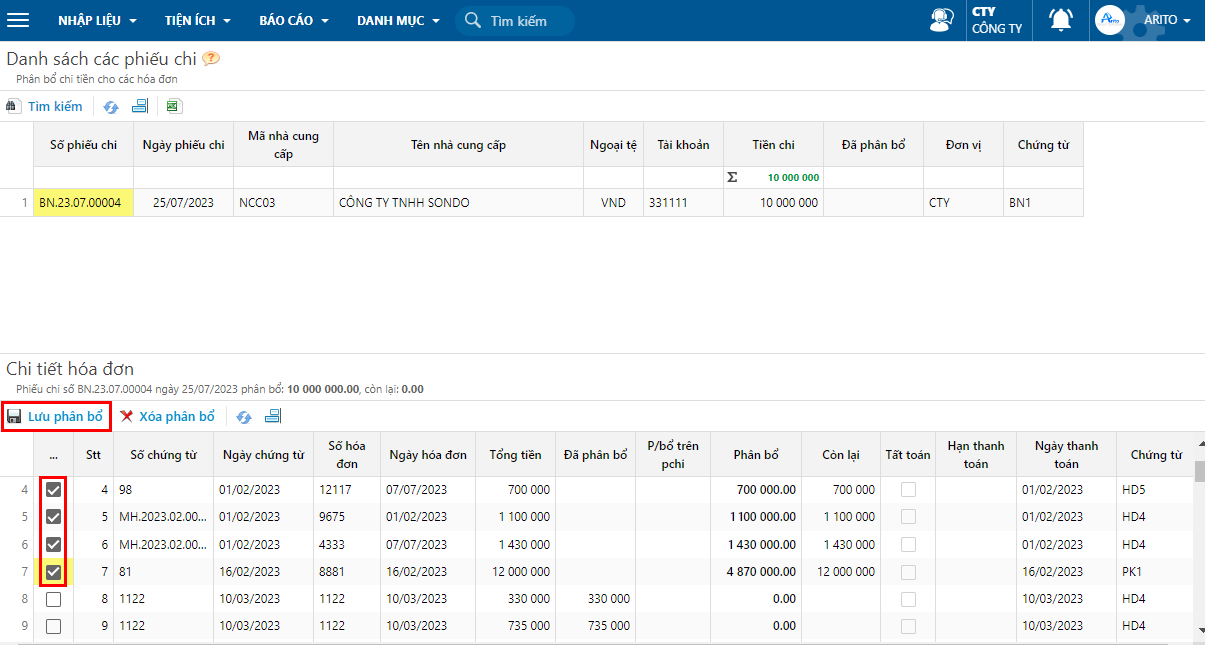 NHẬP LIỆU TIỆN ÍCH BÁO CÁO DANH MỤC Tìm kiếm CTY CÔNG TY Arito ARITO
Danh sách các phiếu chi ?
Phân bổ chi tiền cho các hóa đơn
Tìm kiếm
Số phiếu chi Ngày phiếu chi Mã nhà cung cấp Tên nhà cung cấp Ngoại tệ Tài khoản Tiền chi Đã phân bổ Đơn vị Chứng từ
Σ 10 000 000
1 BN.23.07.00004 25/07/2023 NCC03 CÔNG TY TNHH SONDO VND 331111 10 000 000 CTY BN1
Chi tiết hóa đơn
Phiếu chi số BN.23.07.00004 ngày 25/07/2023 phân bổ: 10 000 000.00, còn lại: 0.00
Lưu phân bổ Xóa phân bổ
... Stt Số chứng từ Ngày chứng từ Số hóa đơn Ngày hóa đơn Tổng tiền Đã phân bổ P/bổ trên pchi Phân bổ Còn lại Tất toán Hạn thanh toán Ngày thanh toán Chứng từ
4 4 98 01/02/2023 12117 07/07/2023 700 000 700 000.00 700 000 01/02/2023 HD5
5 5 MH.2023.02.00... 01/02/2023 9675 07/07/2023 1 100 000 1 100 000.00 1 100 000 01/02/2023 HD4
6 6 MH.2023.02.00... 01/02/2023 4333 07/07/2023 1 430 000 1 430 000.00 1 430 000 01/02/2023 HD4
7 7 81 16/02/2023 8881 16/02/2023 12 000 000 4 870 000.00 12 000 000 16/02/2023 PK1
8 8 1122 10/03/2023 1122 10/03/2023 330 000 330 000 0.00 10/03/2023 HD4
9 9 1122 10/03/2023 1122 10/03/2023 735 000 735 000 0.00 10/03/2023 HD4